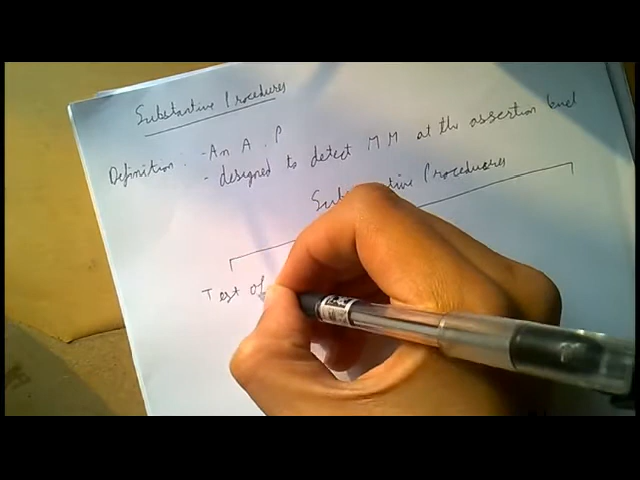 Substantive Procedures
Definition : - An A. P
- designed to detect M M at the assertion level
Substantive Procedures
Test of